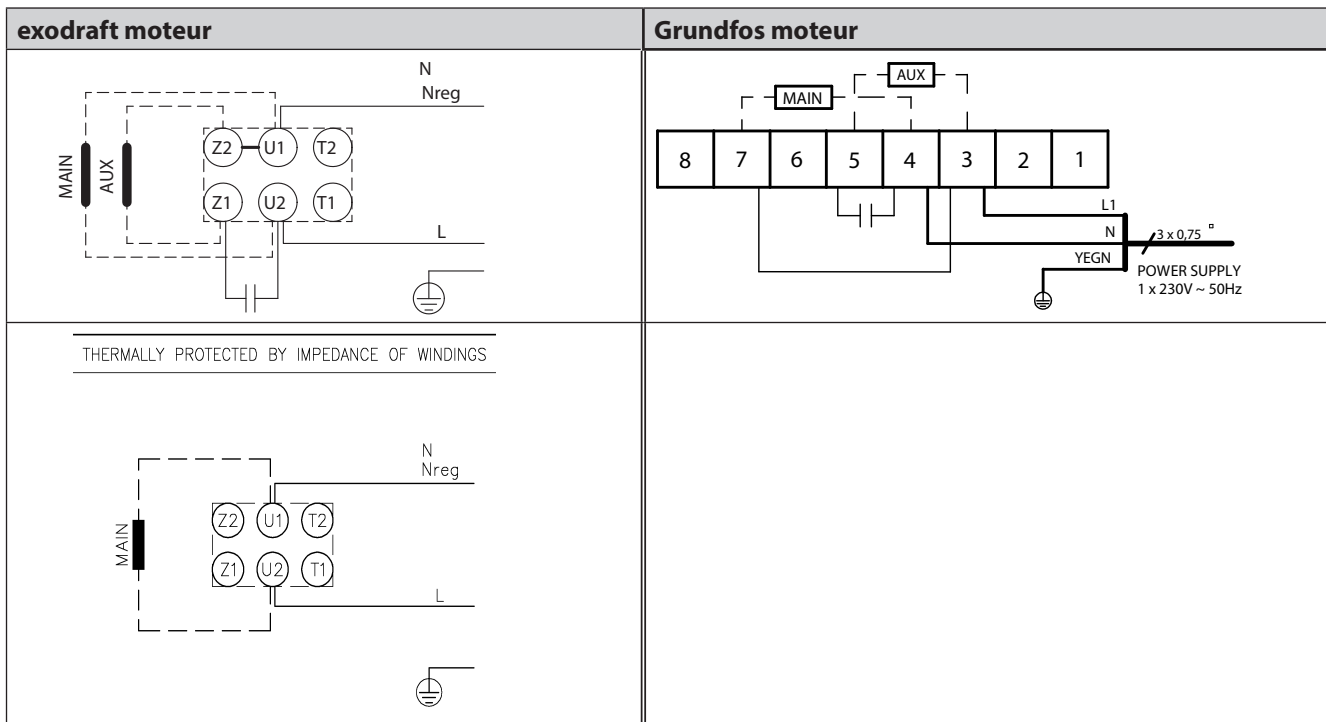 exodraft moteur
Grundfos moteur
N
Nreg
MAIN
AUX
Z2 U1 T2
Z1 U2 T1
L
AUX
MAIN
8 7 6 5 4 3 2 1
L1
N
3 x 0,75 □
YEGN
POWER SUPPLY
1 x 230V ~ 50Hz
THERMALLY PROTECTED BY IMPEDANCE OF WINDINGS
N
Nreg
MAIN
Z2 U1 T2
Z1 U2 T1
L